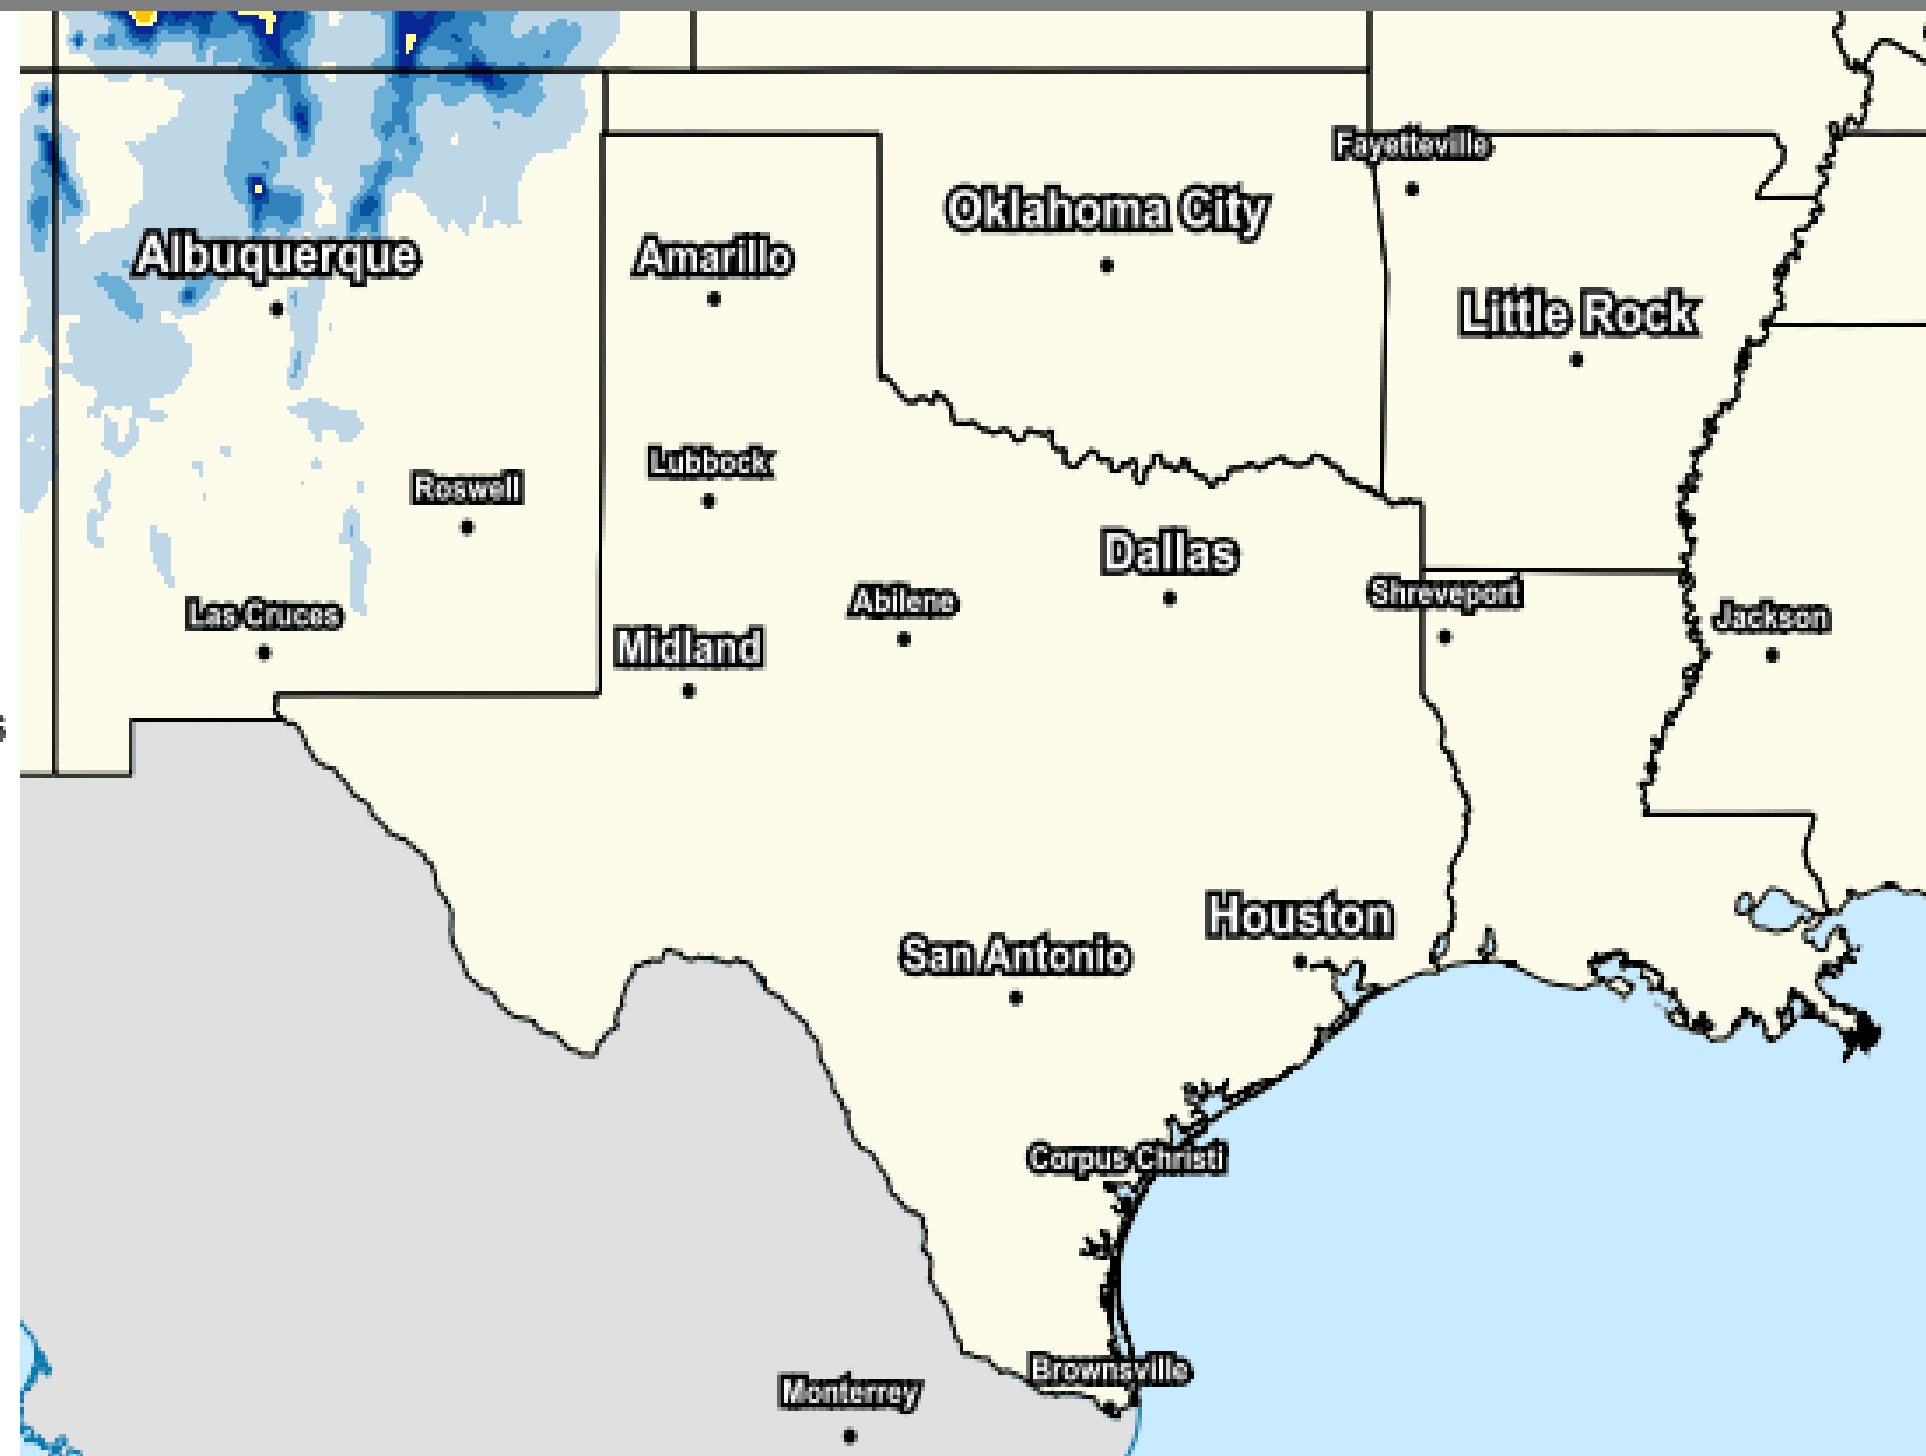 Fayetteville
Oklahoma City
Albuquerque
Amarillo
Little Rock
Lubbock
Roswell
Dallas
Shreveport
Abilene
Las Cruces
Jackson
Midland
Houston
San Antonio
Corpus Christi
Brownsville
Monterrey